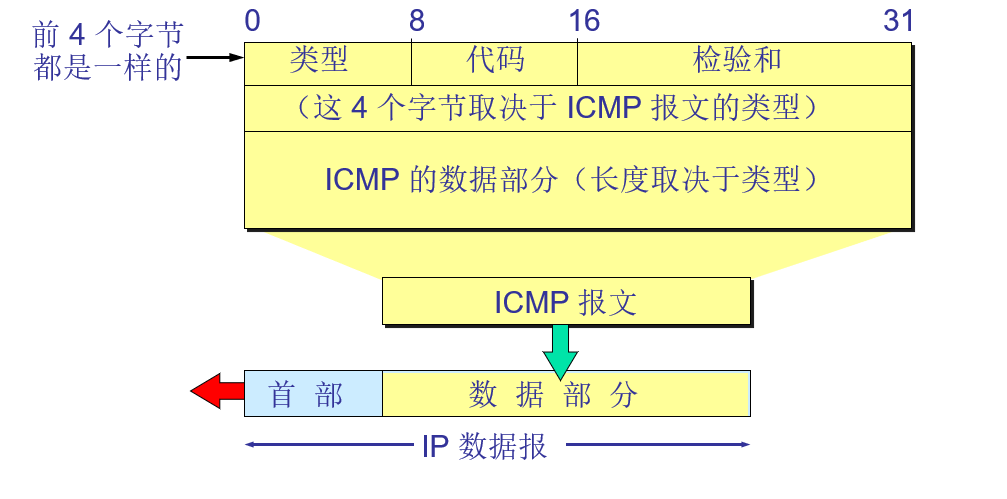 0 8 16 31
前 4 个字节
都是一样的
类型 代码 检验和
（这 4 个字节取决于 ICMP 报文的类型）
ICMP 的数据部分（长度取决于类型）
ICMP 报文
首 部 数 据 部 分
IP 数据报